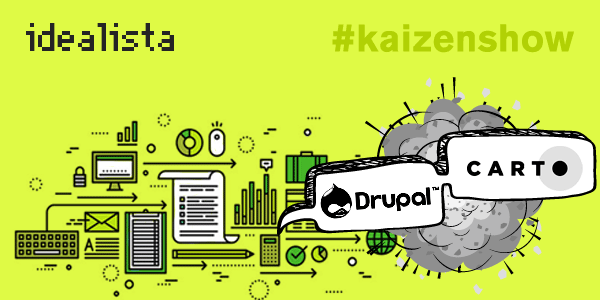 idealista
#kaizenshow
CARTO
Drupal™
A